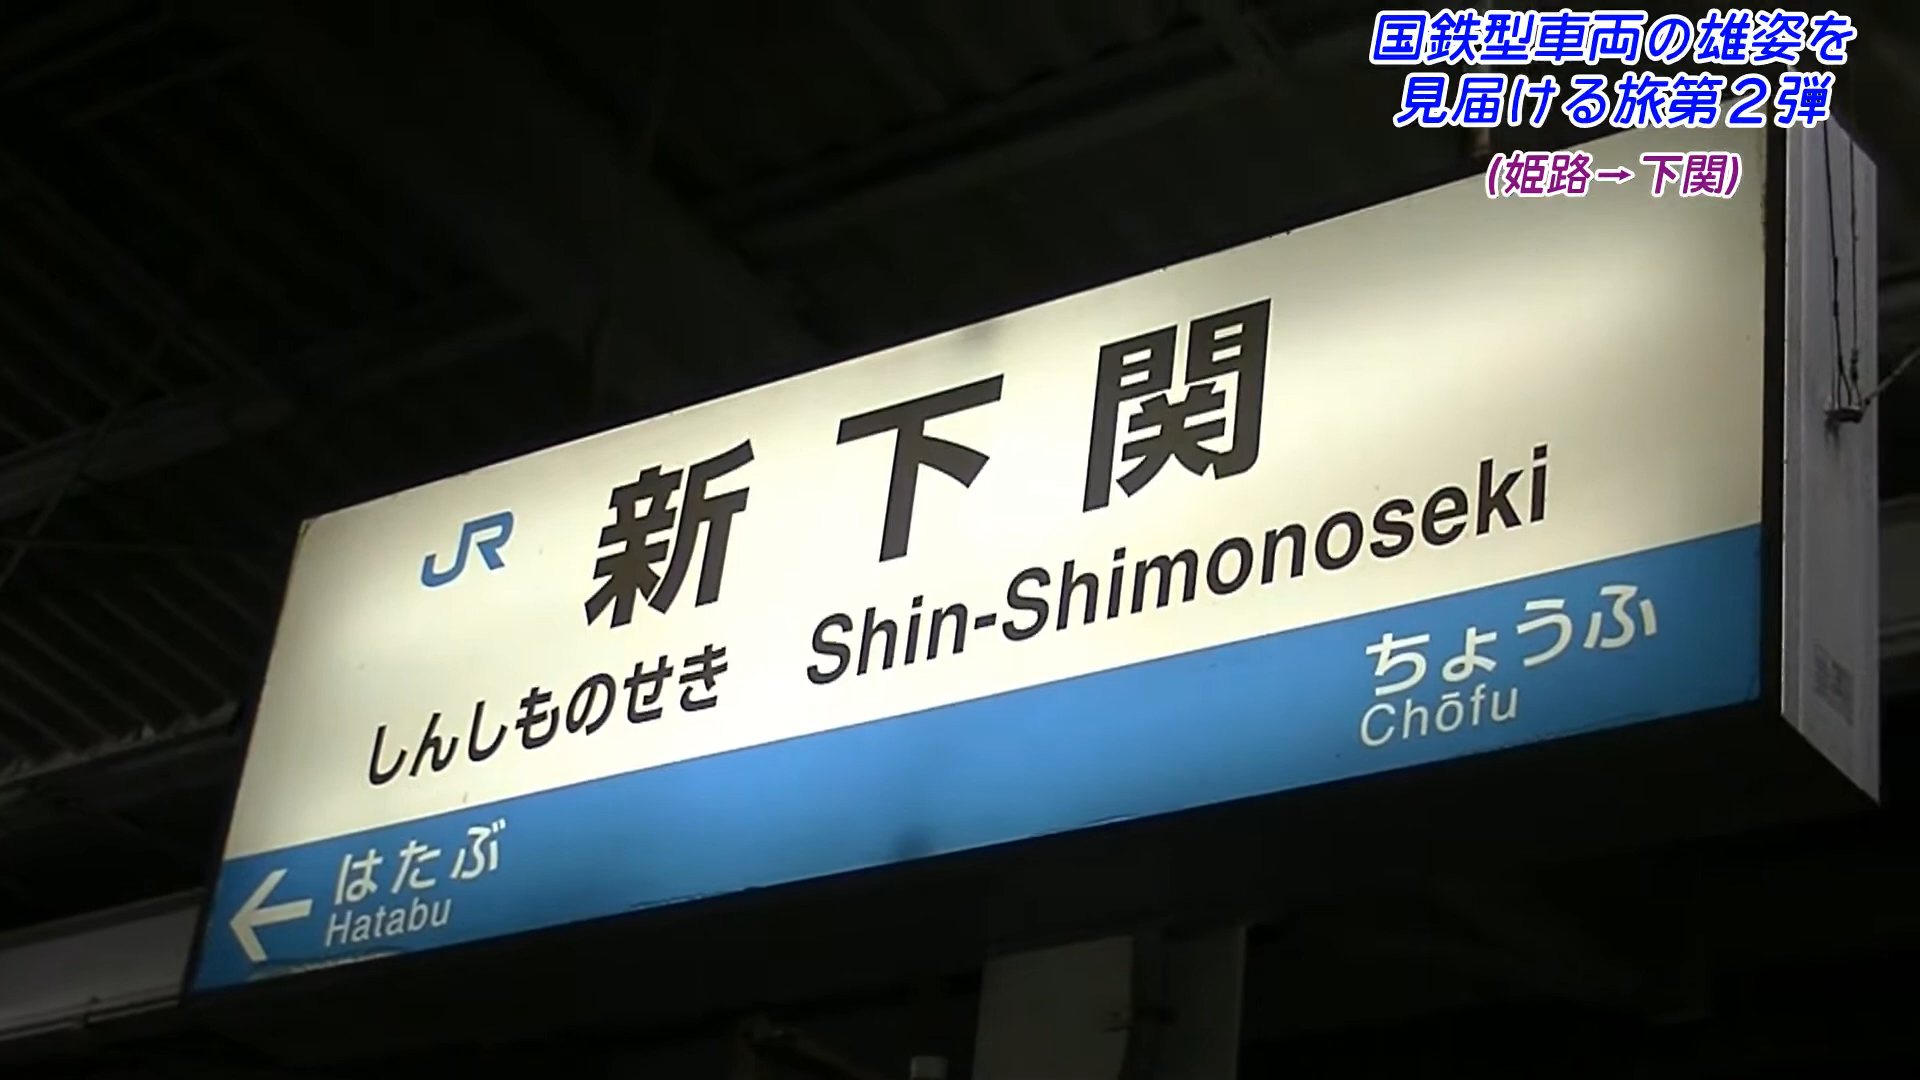 国鉄型車両の雄姿を
見届ける旅第２弾
(姫路→下関)
JR 新下関
しんしものせき Shin-Shimonoseki
ちょうふ
Chōfu
←はたぶ
Hatabu